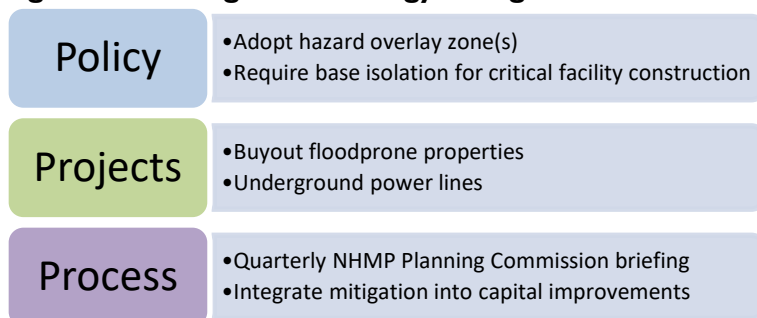 Policy
•Adopt hazard overlay zone(s)
•Require base isolation for critical facility construction
Projects
•Buyout floodprone properties
•Underground power lines
Process
•Quarterly NHMP Planning Commission briefing
•Integrate mitigation into capital improvements